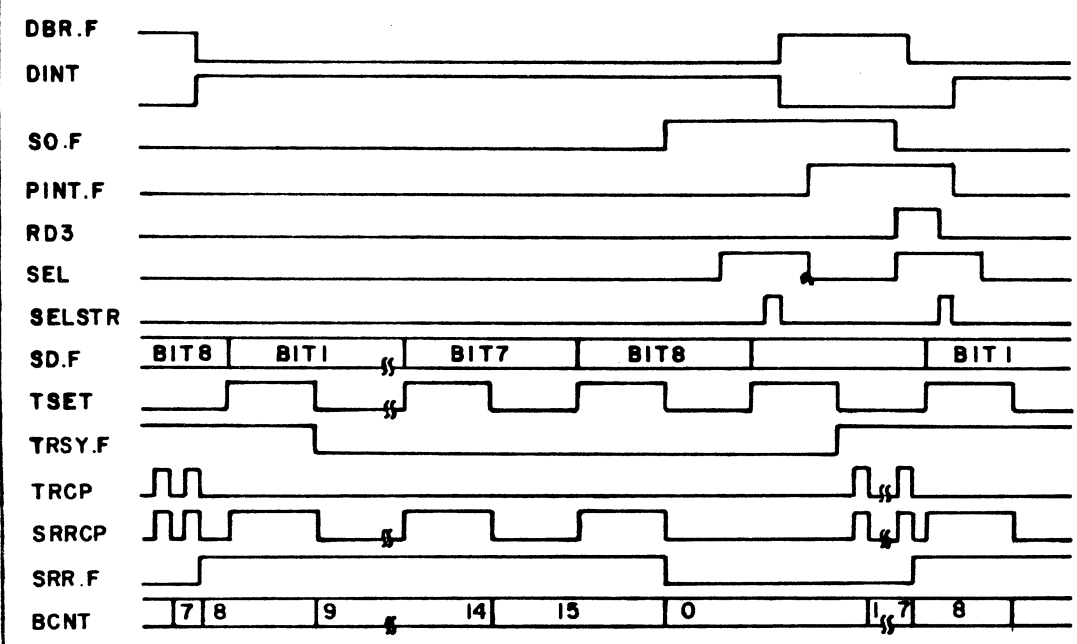 DBR.F
DINT
SO.F
PINT.F
RD3
SEL
SELSTR
SD.F BIT8 BIT1 BIT7 BIT8 BIT1
TSET
TRSY.F
TRCP
SRRCP
SRR.F
BCNT 7 8 9 14 15 0 1 7 8